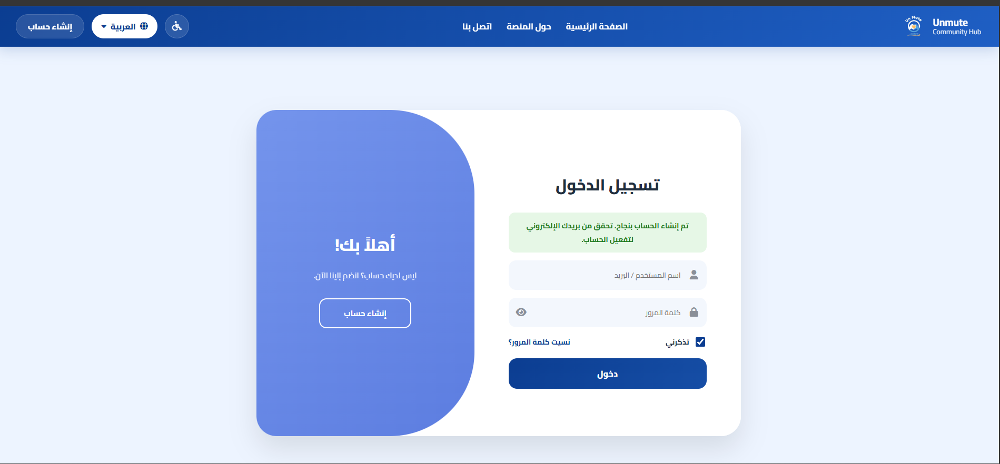 Unmute
Community Hub
Un Mute
الصفحة الرئيسية
حول المنصة
اتصل بنا
العربية
إنشاء حساب
تسجيل الدخول
تم إنشاء الحساب بنجاح. تحقق من بريدك الإلكتروني
لتفعيل الحساب.
اسم المستخدم / البريد
كلمة المرور
تذكرني
نسيت كلمة المرور؟
دخول
أهلاً بك!
ليس لديك حساب؟ انضم إلينا الآن.
إنشاء حساب